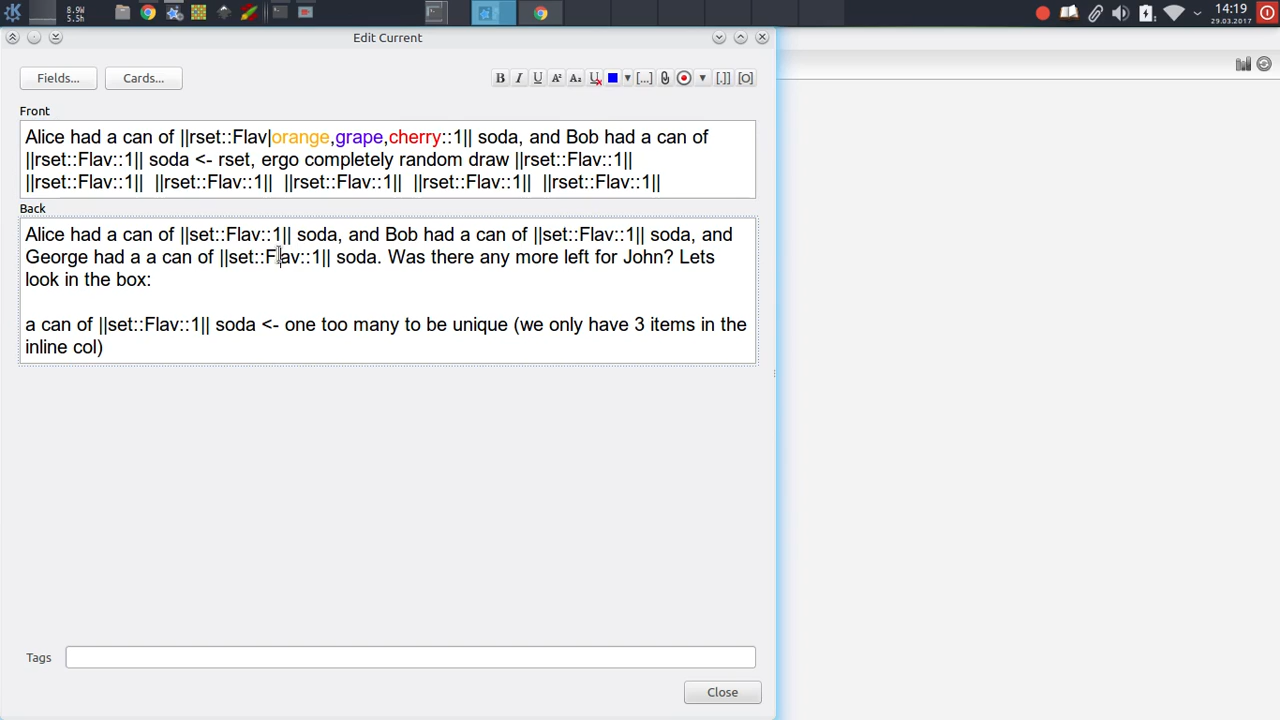 8.9%
5.5h
14:19
29.03.2017
Edit Current
Fields...
Cards...
B I U A² A₂ U [...] [.]] [O]
Front
Alice had a can of ||rset::Flav|orange,grape,cherry::1|| soda, and Bob had a can of
||rset::Flav::1|| soda <- rset, ergo completely random draw ||rset::Flav::1||
||rset::Flav::1|| ||rset::Flav::1|| ||rset::Flav::1|| ||rset::Flav::1|| ||rset::Flav::1||
Back
Alice had a can of ||set::Flav::1|| soda, and Bob had a can of ||set::Flav::1|| soda, and
George had a a can of ||set::Flav::1|| soda. Was there any more left for John? Lets
look in the box:
a can of ||set::Flav::1|| soda <- one too many to be unique (we only have 3 items in the
inline col)
Tags
Close